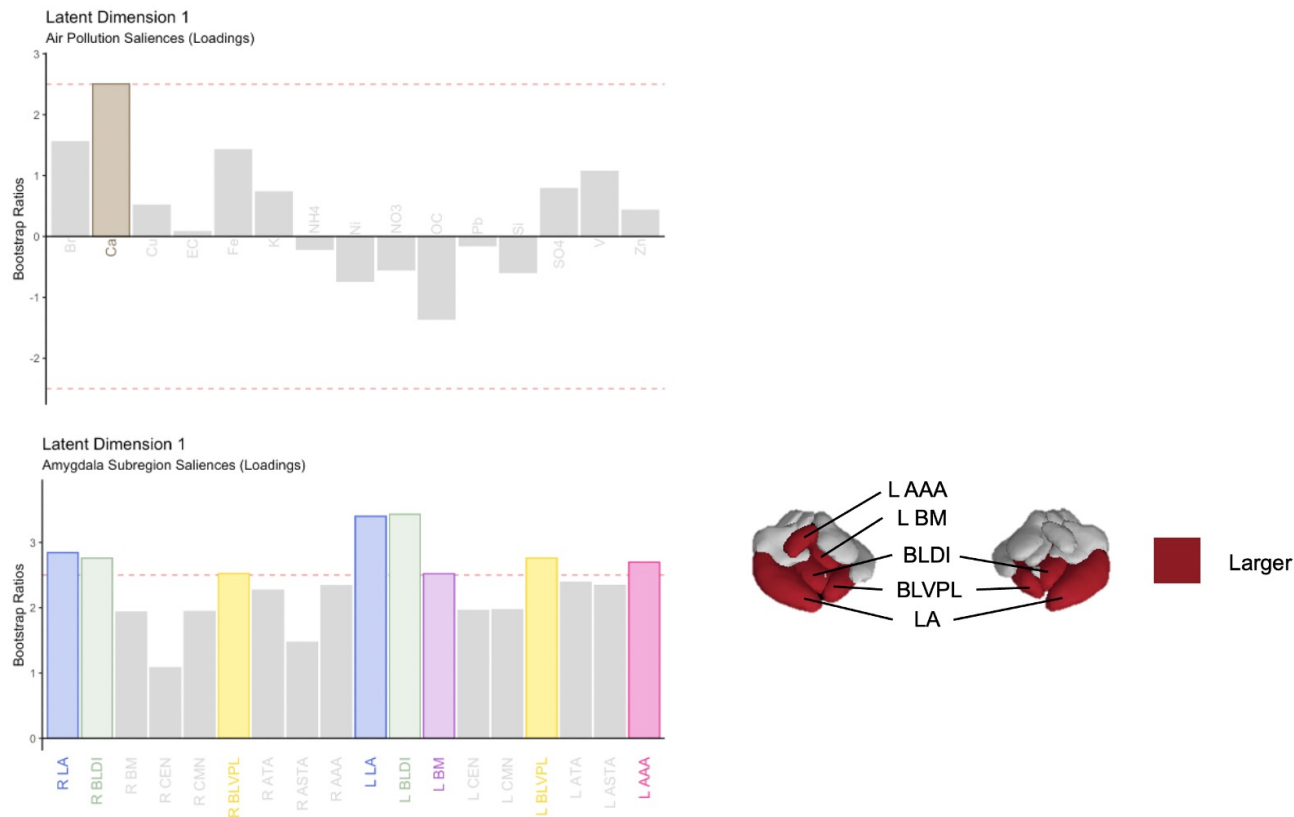 Latent Dimension 1
Air Pollution Saliences (Loadings)
Bootstrap Ratios
3
2
1
0
-1
-2
Br
Ca
Cu
EC
Fe
K
NH4
Ni
NO3
OC
Pb
Si
SO4
V
Zn
Latent Dimension 1
Amygdala Subregion Saliences (Loadings)
Bootstrap Ratios
3
2
1
0
R LA
R BLDI
R BM
R CEN
R CMN
R BLVPL
R ATA
R ASTA
R AAA
L LA
L BLDI
L BM
L CEN
L CMN
L BLVPL
L ATA
L ASTA
L AAA
L AAA
L BM
BLDI
BLVPL
LA
Larger